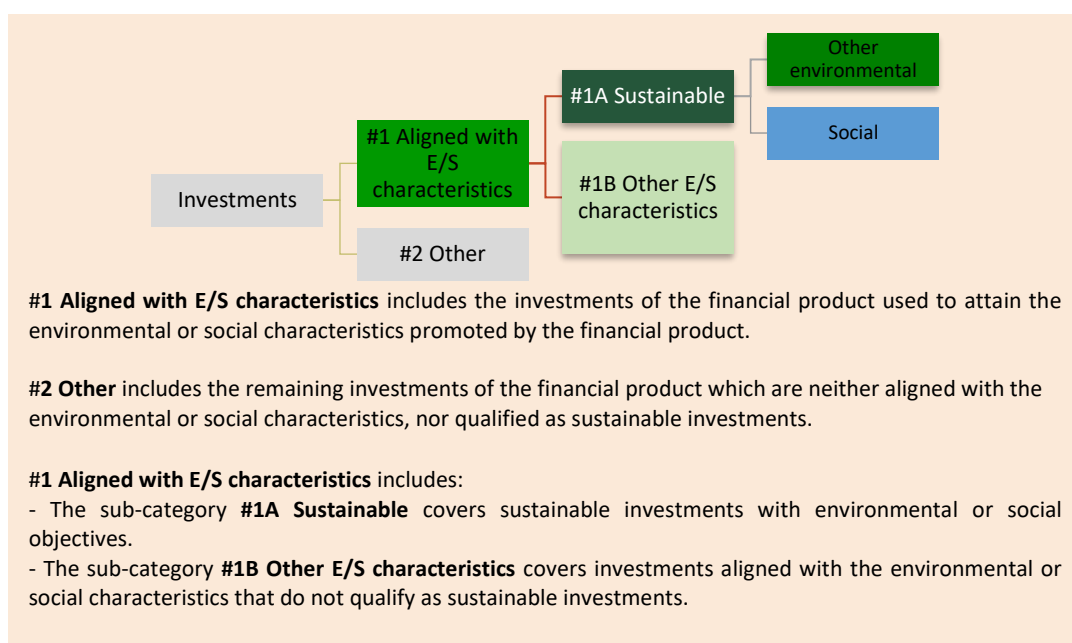 Other
environmental
#1A Sustainable
Social
#1 Aligned with
E/S
characteristics
#1B Other E/S
characteristics
Investments
#2 Other
#1 Aligned with E/S characteristics includes the investments of the financial product used to attain the
environmental or social characteristics promoted by the financial product.
#2 Other includes the remaining investments of the financial product which are neither aligned with the
environmental or social characteristics, nor qualified as sustainable investments.
#1 Aligned with E/S characteristics includes:
- The sub-category #1A Sustainable covers sustainable investments with environmental or social
objectives.
- The sub-category #1B Other E/S characteristics covers investments aligned with the environmental or
social characteristics that do not qualify as sustainable investments.